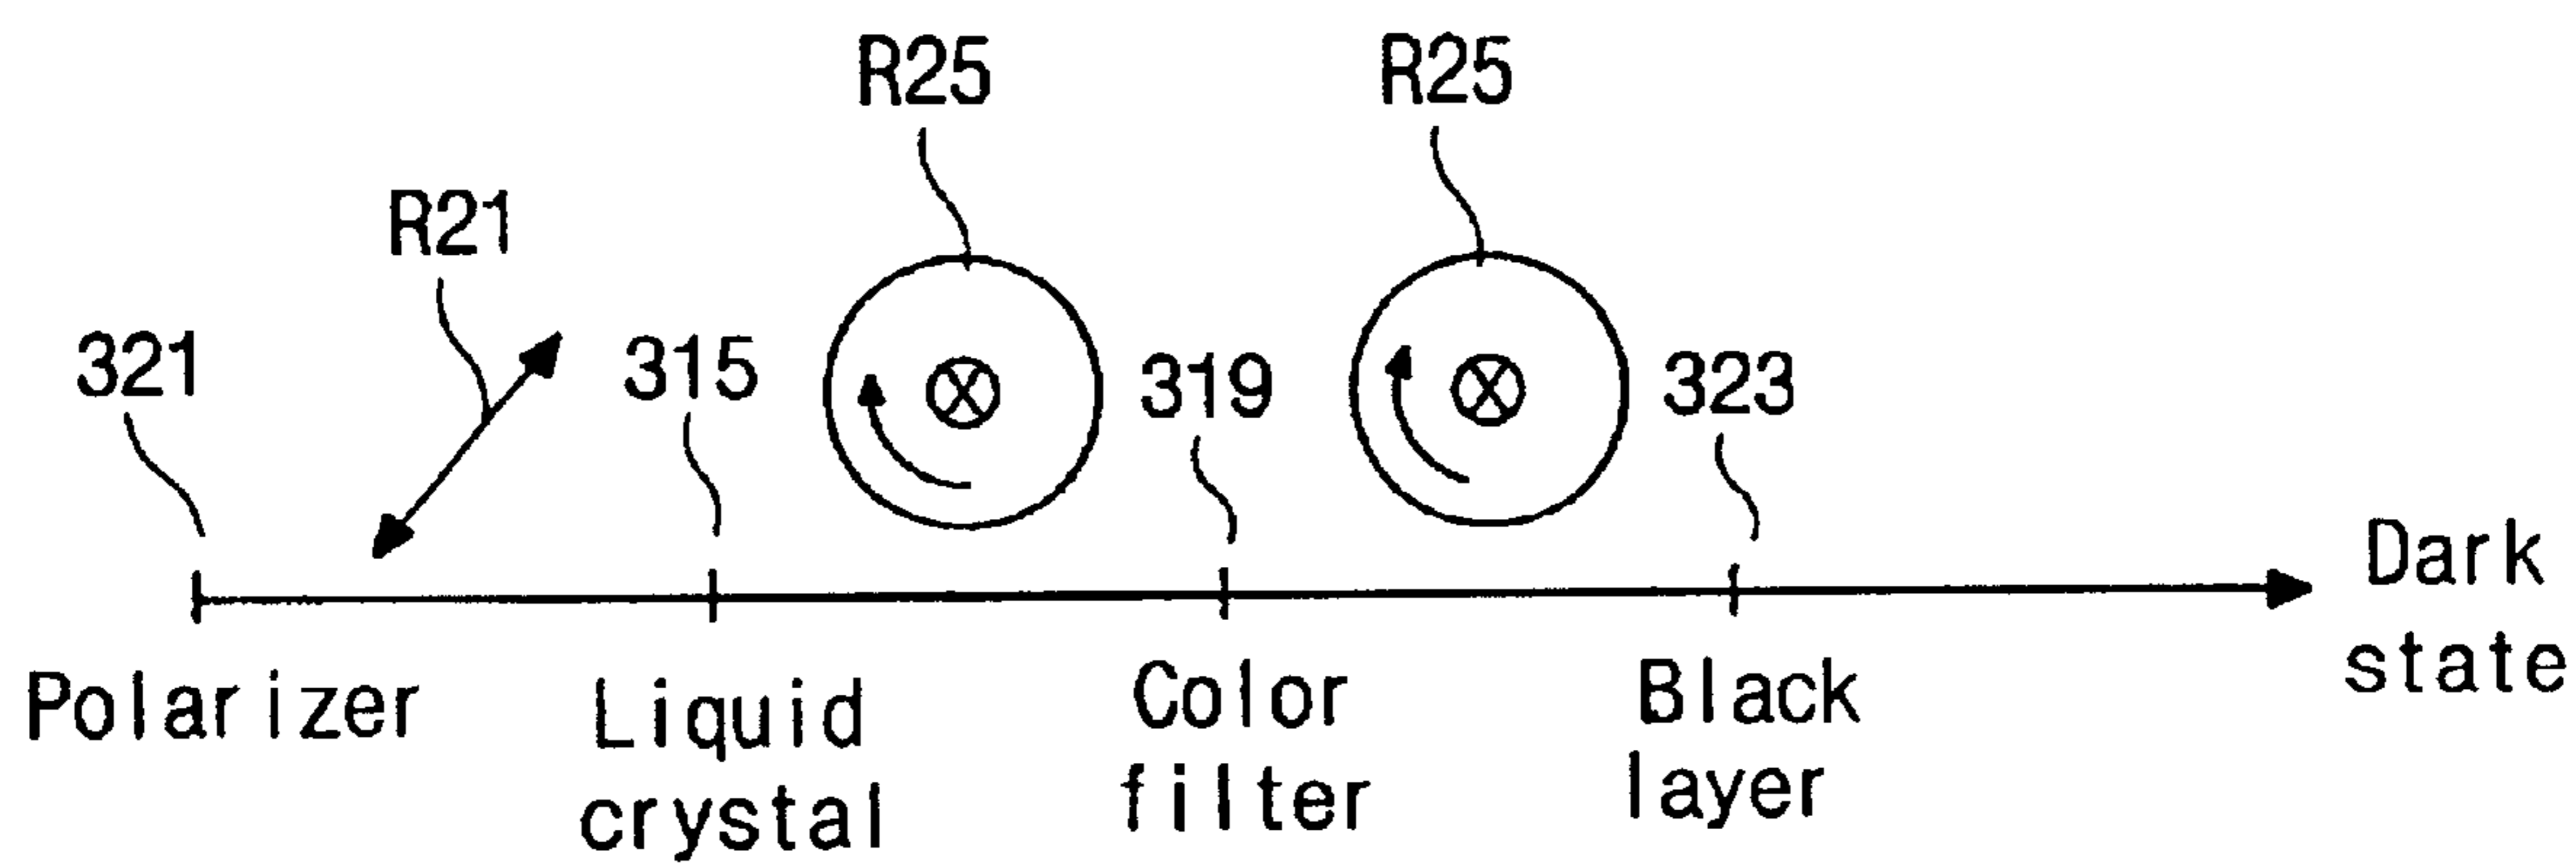 R25
R25
R21
321
315
319
323
Dark
state
Polarizer
Liquid
crystal
Color
filter
Black
layer